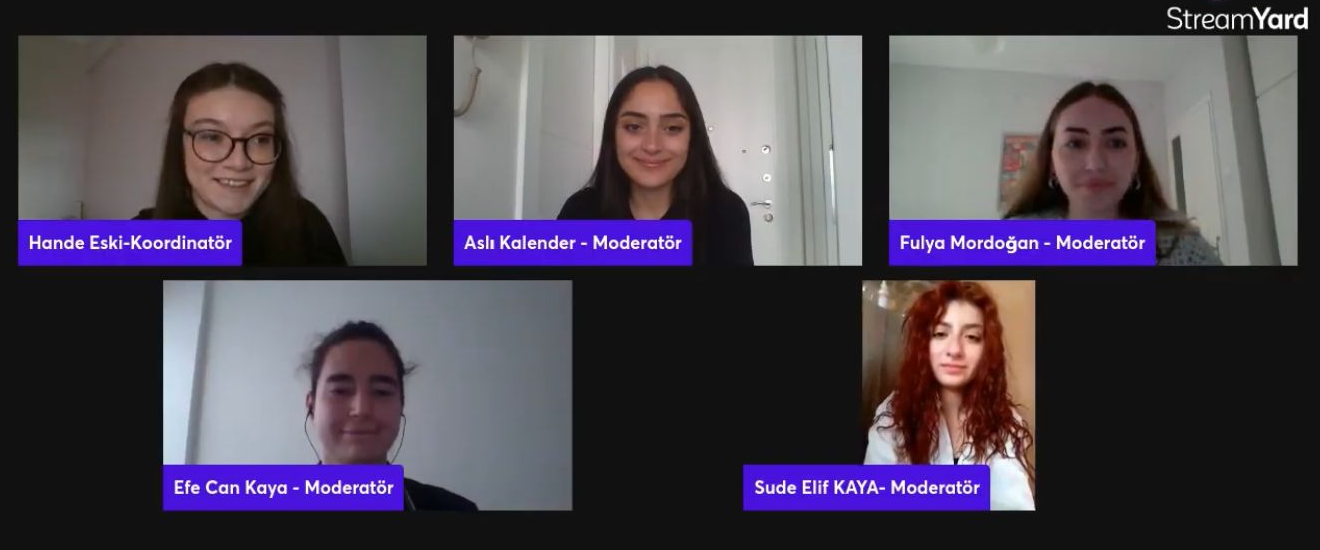 StreamYard
Hande Eski-Koordinatör
Aslı Kalender - Moderatör
Fulya Mordoğan - Moderatör
Efe Can Kaya - Moderatör
Sude Elif KAYA- Moderatör